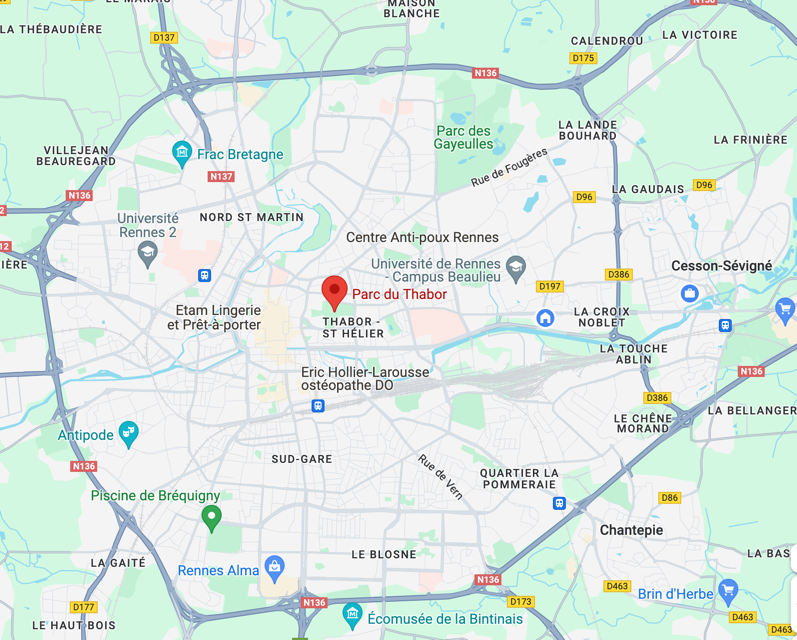 LE MARAIS
MAISON
BLANCHE
N136
LA THÉBAUDIÈRE
D137
CALENDROU
LA VICTOIRE
D175
N136
Parc des
Gayeulles
LA LANDE
BOUHARD
LA FRINIÈRE
VILLEJEAN
BEAUREGARD
Frac Bretagne
N137
Rue de Fougères
N136
D96
LA GAUDAIS
D96
Université
Rennes 2
NORD ST MARTIN
Centre Anti-poux Rennes
Université de Rennes
- Campus Beaulieu
12
IÈRE
Cesson-Sévigné
D386
D197
Parc du Thabor
Etam Lingerie
et Prêt-à-porter
THABOR -
ST HÉLIER
LA CROIX
NOBLET
LA TOUCHE
ABLIN
Eric Hollier-Larousse
ostéopathe DO
N136
D386
LA BELLANGER
LE CHÊNE
MORAND
Antipode
SUD-GARE
N136
Rue de Vern
QUARTIER LA
POMMERAIE
Piscine de Bréquigny
D86
Chantepie
LE BLOSNE
LA BAS
LA GAITÉ
Rennes Alma
N136
D463
Brin d'Herbe
N136
D173
D177
LE HAUT BOIS
Écomusée de la Bintinais
D463
D463